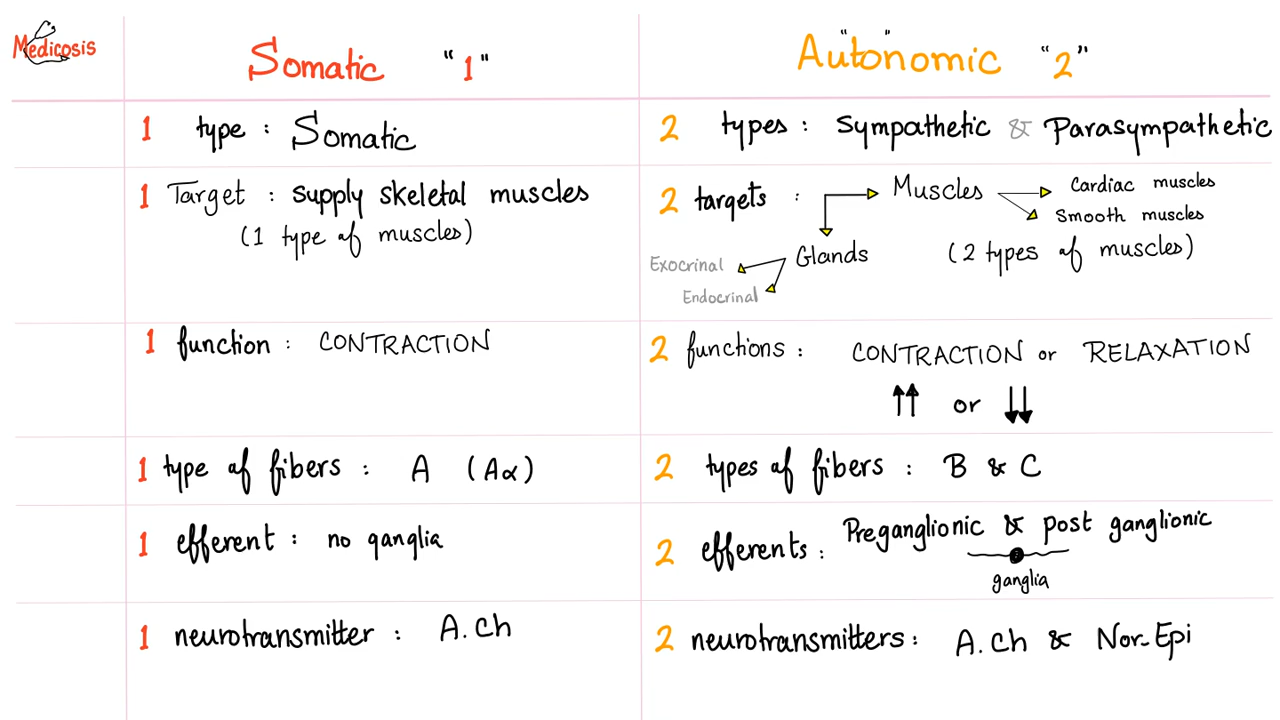 Medicosis
Somatic "1"
Au"to"nomic "2"
1 type : Somatic
2 types : Sympathetic & Parasympathetic
1 Target : supply skeletal muscles
(1 type of muscles)
2 targets :
Muscles
Cardiac muscles
Smooth muscles
(2 types of muscles)
Glands
Exocrinal
Endocrinal
1 function : CONTRACTION
2 functions : CONTRACTION or RELAXATION
↑↑ or ↓↓
1 type of fibers : A (Aα)
2 types of fibers : B & C
1 efferent : no ganglia
2 efferents : Preganglionic & post ganglionic
ganglia
1 neurotransmitter : A.Ch
2 neurotransmitters : A.Ch & Nor-Epi